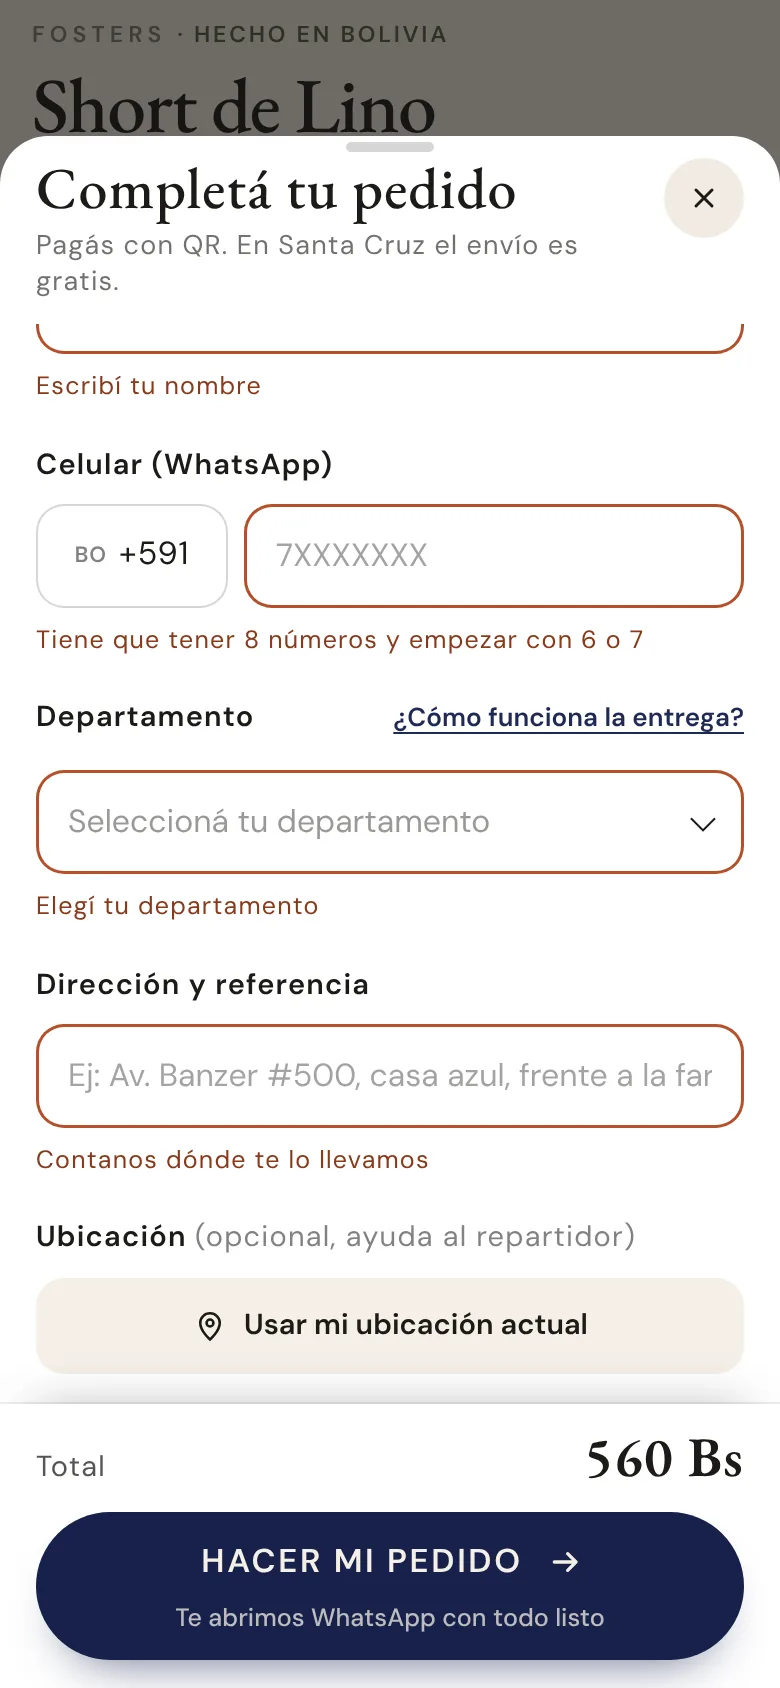 FOSTERS · HECHO EN BOLIVIA
Short de Lino
Completá tu pedido
Pagás con QR. En Santa Cruz el envío es
gratis.
Escribí tu nombre
Celular (WhatsApp)
BO +591
7XXXXXXX
Tiene que tener 8 números y empezar con 6 o 7
Departamento
¿Cómo funciona la entrega?
Seleccioná tu departamento
Elegí tu departamento
Dirección y referencia
Ej: Av. Banzer #500, casa azul, frente a la far
Contanos dónde te lo llevamos
Ubicación (opcional, ayuda al repartidor)
Usar mi ubicación actual
Total
560 Bs
HACER MI PEDIDO →
Te abrimos WhatsApp con todo listo